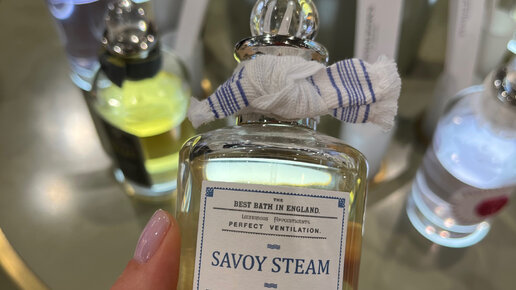 THE
BEST BATH IN ENGLAND.
PERFECT VENTILATION.
SAVOY STEAM